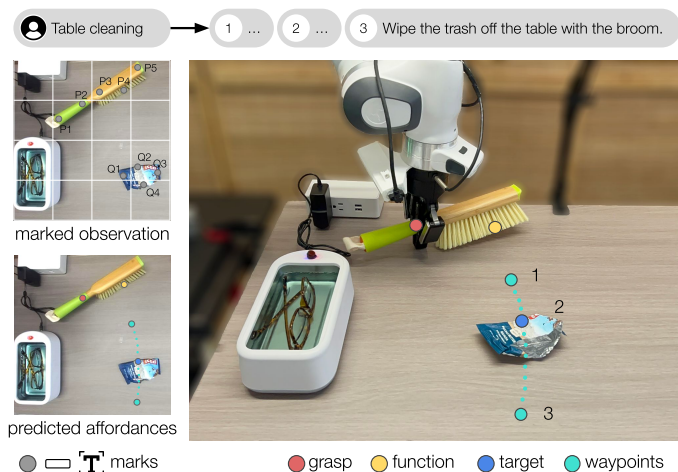 Table cleaning
1 ...
2 ...
3 Wipe the trash off the table with the broom.
P5
P3 P4
P2
P1
Q1 Q2 Q3
Q4
marked observation
predicted affordances
1
2
3
T marks
grasp
function
target
waypoints